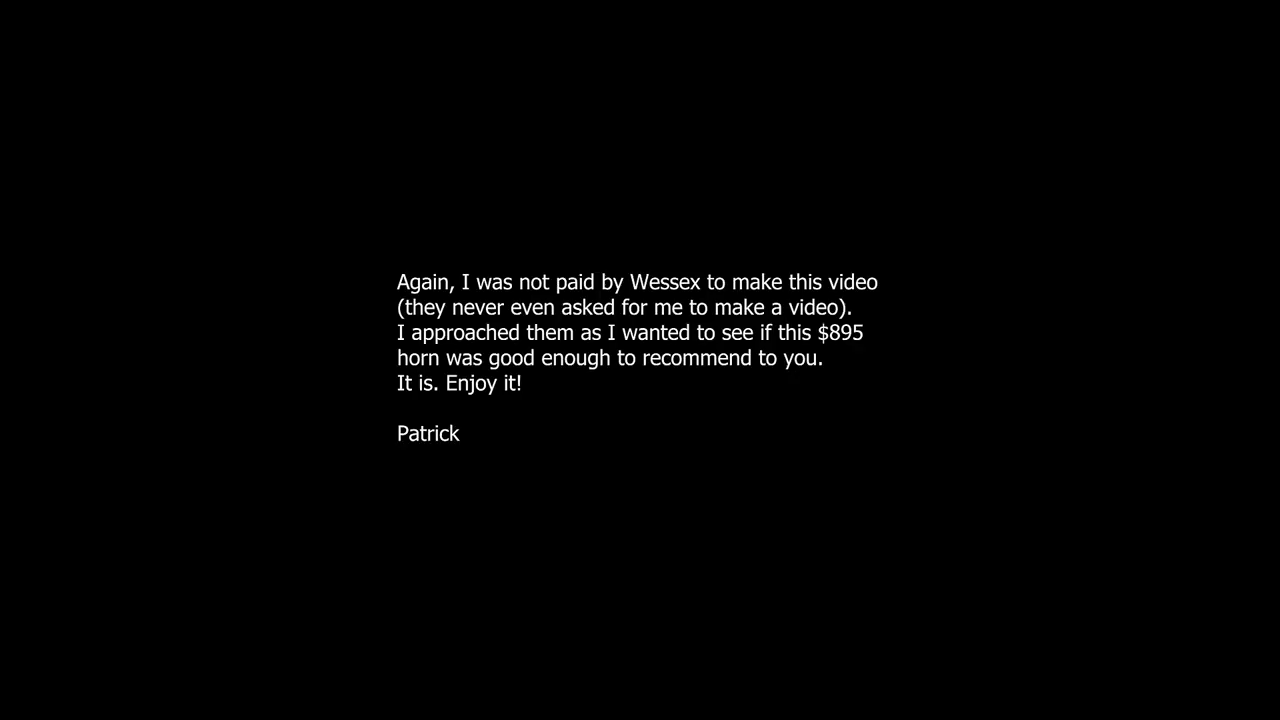 Again, I was not paid by Wessex to make this video
(they never even asked for me to make a video).
I approached them as I wanted to see if this $895
horn was good enough to recommend to you.
It is. Enjoy it!
Patrick